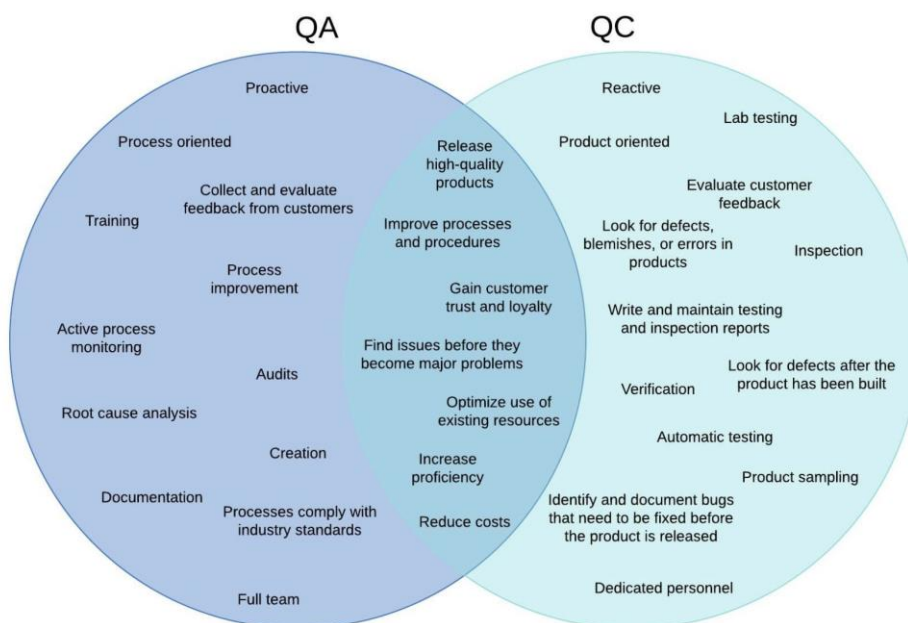 QA
QC
Proactive
Process oriented
Collect and evaluate
feedback from customers
Training
Process
improvement
Active process
monitoring
Audits
Root cause analysis
Creation
Documentation
Processes comply with
industry standards
Full team
Release
high-quality
products
Improve processes
and procedures
Gain customer
trust and loyalty
Find issues before they
become major problems
Optimize use of
existing resources
Increase
proficiency
Reduce costs
Reactive
Lab testing
Product oriented
Evaluate customer
feedback
Look for defects,
blemishes, or errors in
products
Inspection
Write and maintain testing
and inspection reports
Look for defects after the
product has been built
Verification
Automatic testing
Product sampling
Identify and document bugs
that need to be fixed before
the product is released
Dedicated personnel